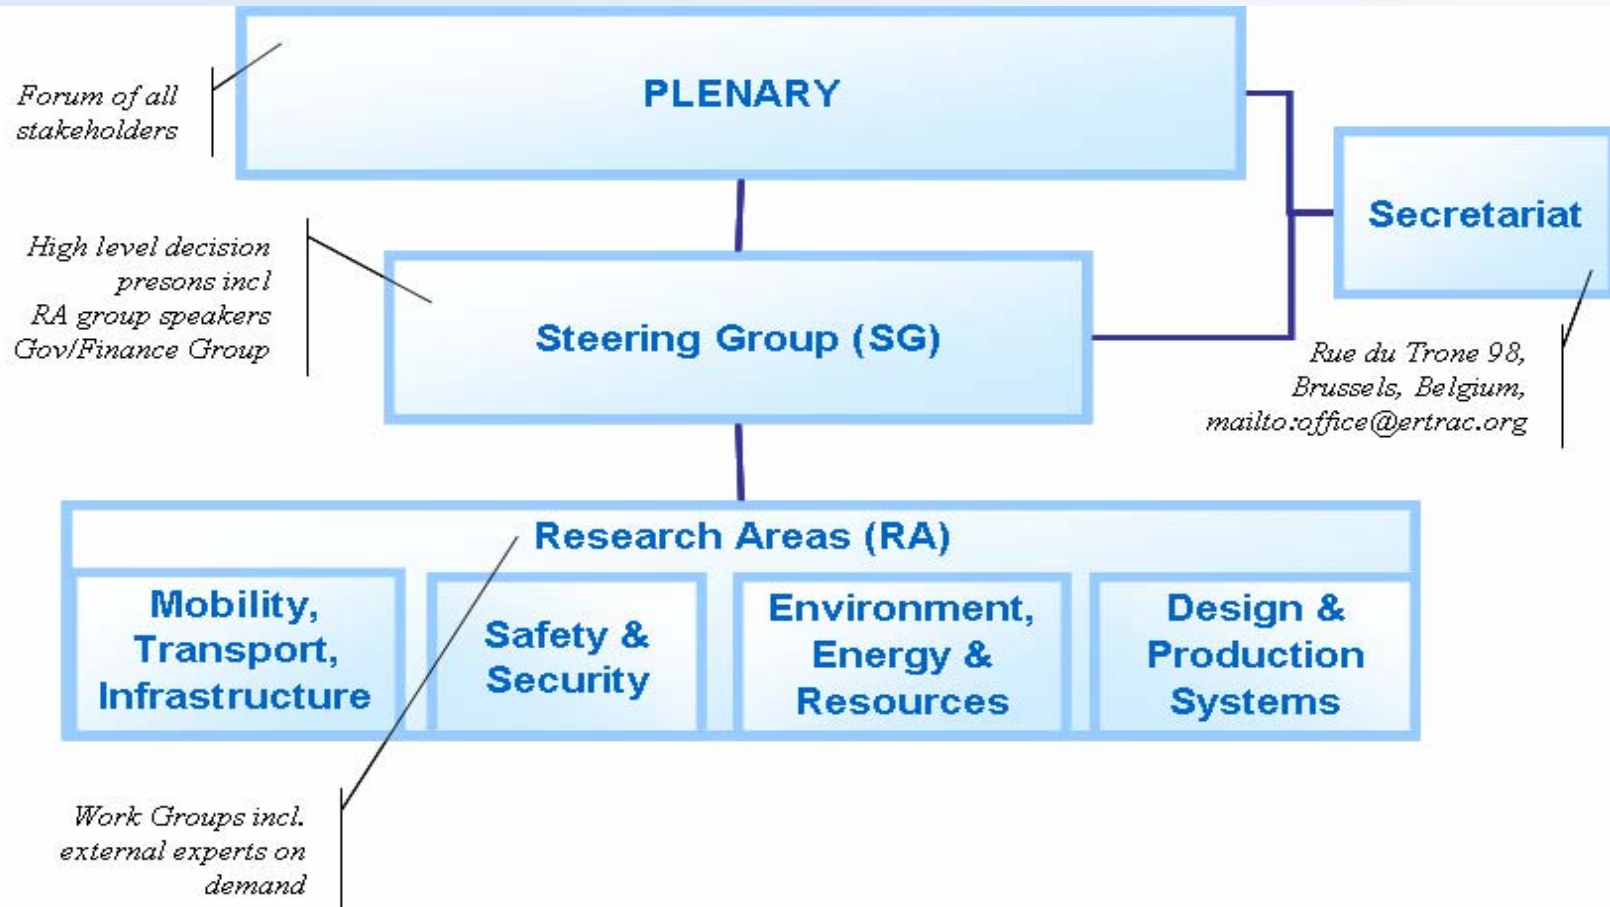 PLENARY
Forum of all
stakeholders
Secretariat
High level decision
presons incl
RA group speakers
Gov/Finance Group
Steering Group (SG)
Rue du Trone 98,
Brussels, Belgium,
mailto:office@ertrac.org
Research Areas (RA)
Mobility,
Transport,
Infrastructure
Safety &
Security
Environment,
Energy &
Resources
Design &
Production
Systems
Work Groups incl.
external experts on
demand